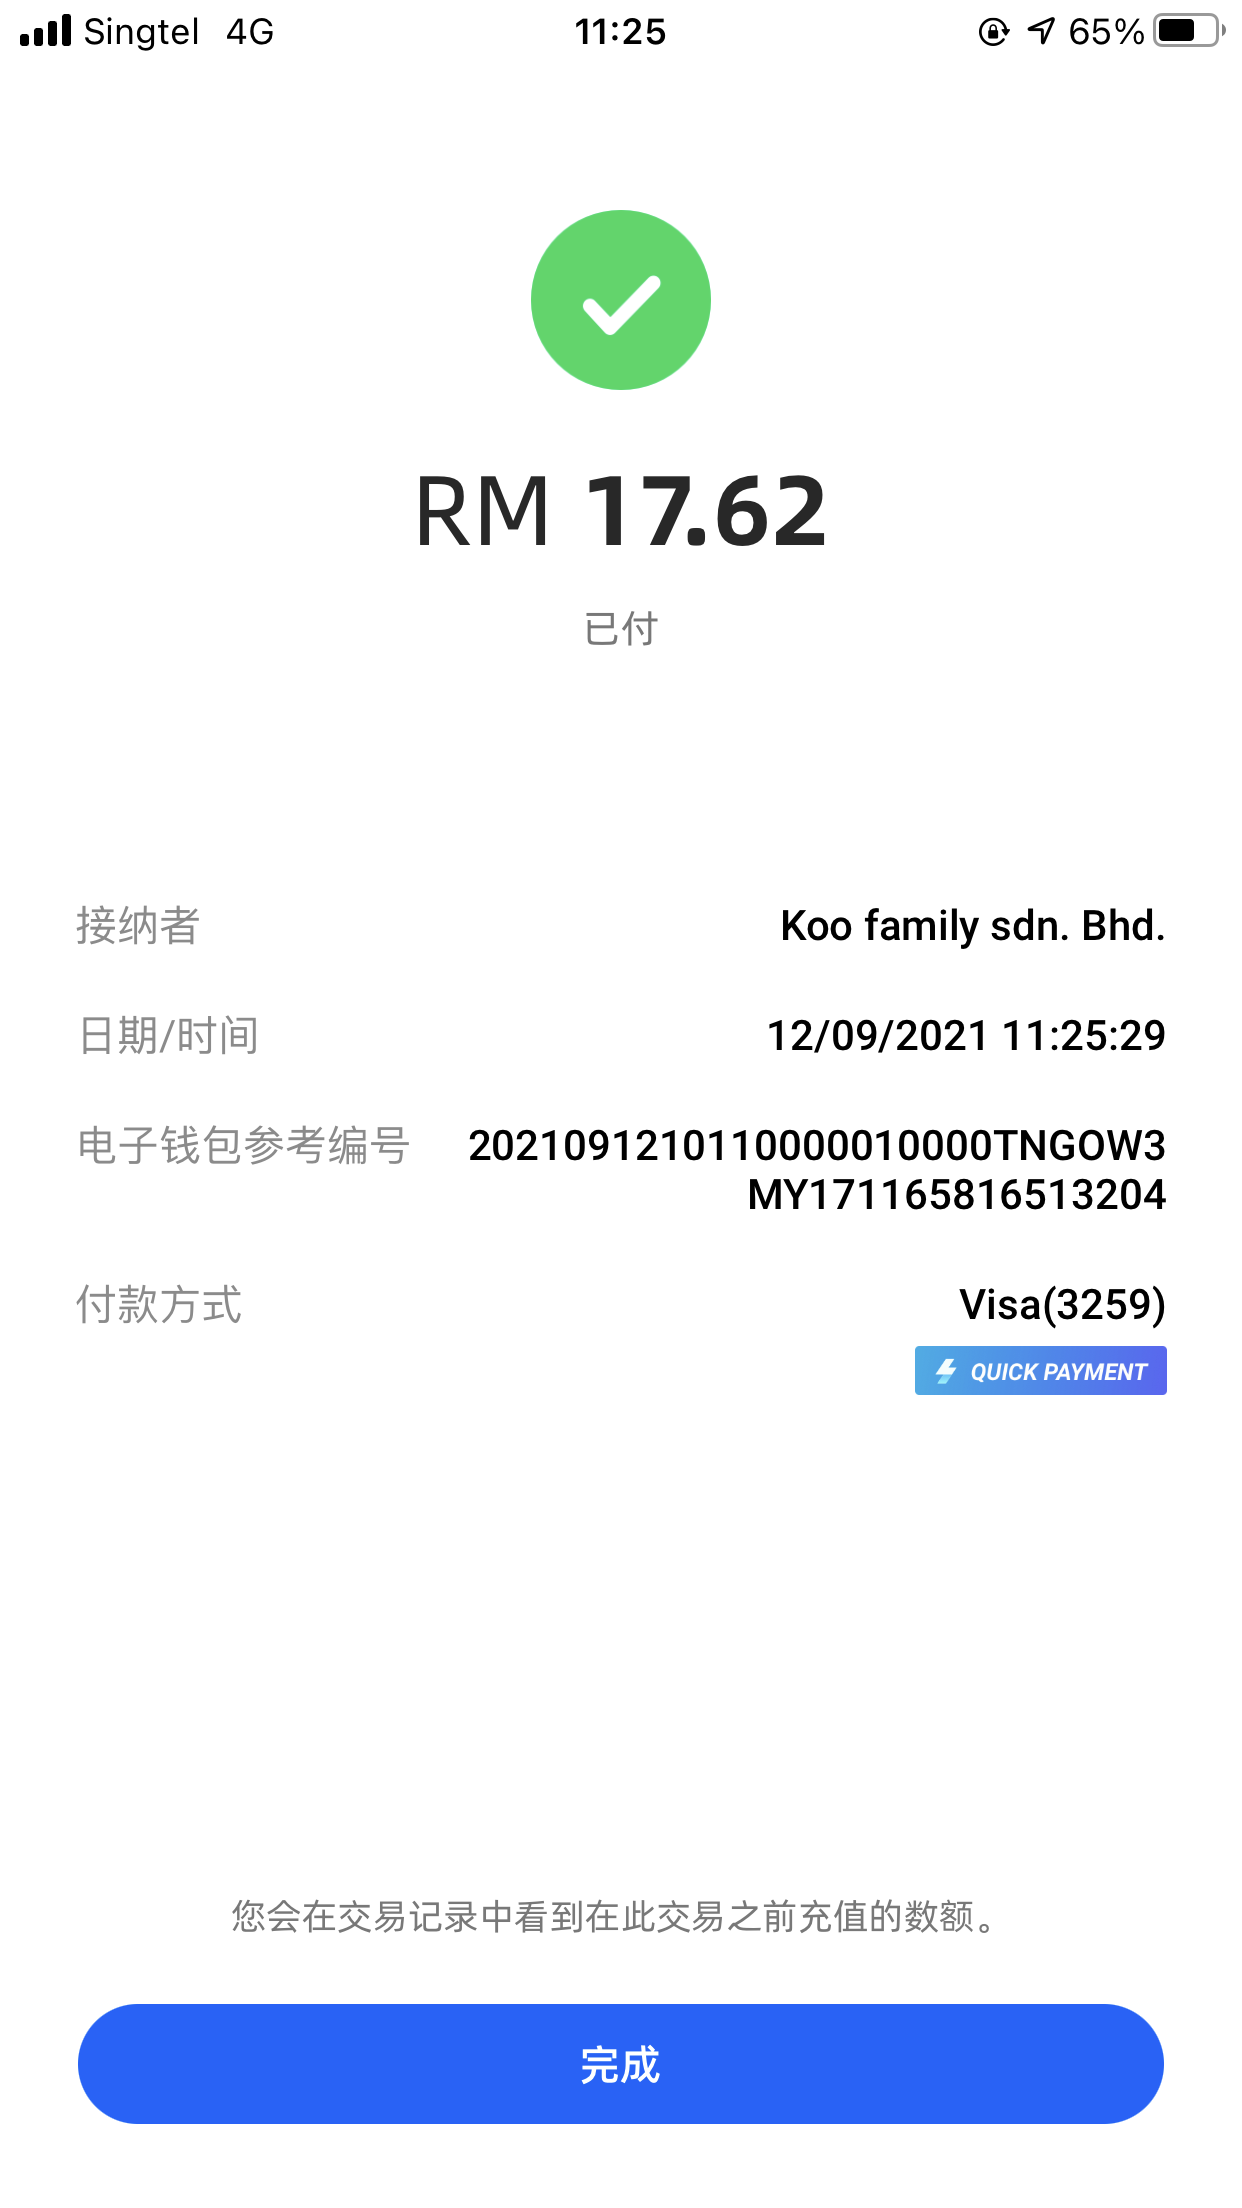 Singtel 4G 11:25 65%
RM 17.62
已付
接纳者 Koo family sdn. Bhd.
日期/时间 12/09/2021 11:25:29
电子钱包参考编号 20210912101110000010000TNGOW3
MY171165816513204
付款方式 Visa(3259)
QUICK PAYMENT
您会在交易记录中看到在此交易之前充值的数额。
完成